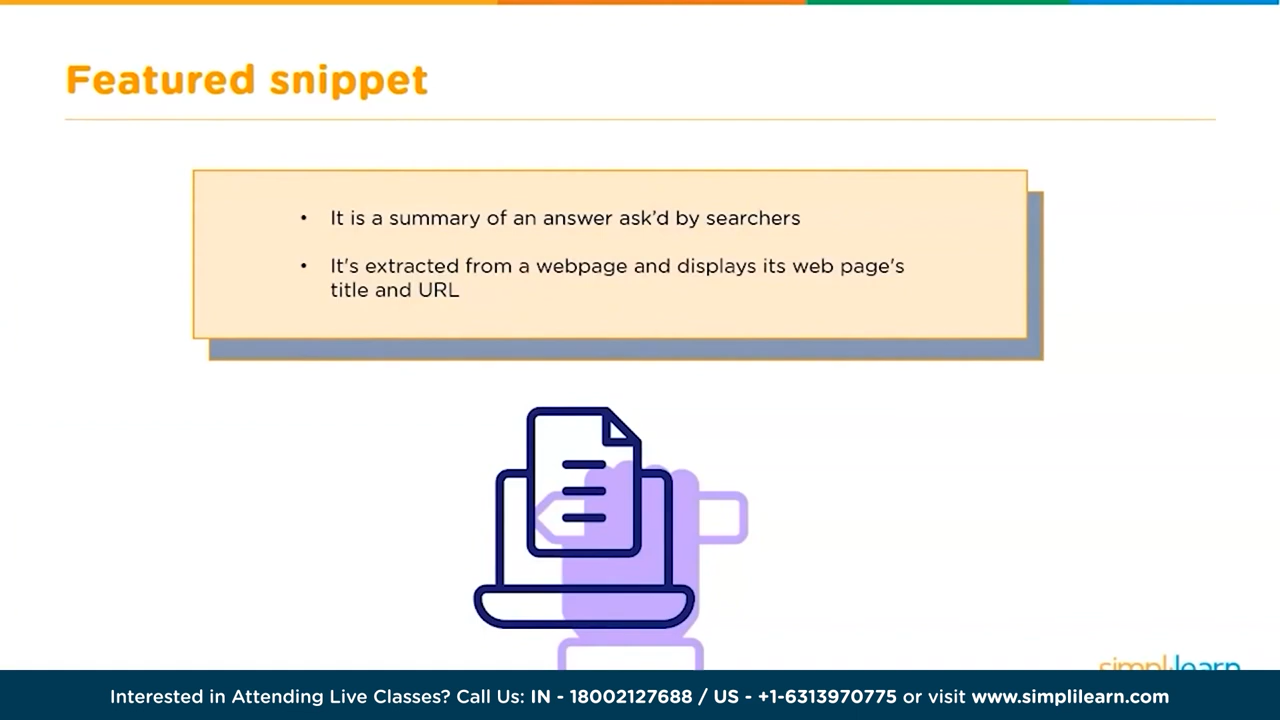 Featured snippet
• It is a summary of an answer ask'd by searchers
• It's extracted from a webpage and displays its web page's
title and URL
simplilearn
Interested in Attending Live Classes? Call Us: IN - 18002127688 / US - +1-6313970775 or visit www.simplilearn.com